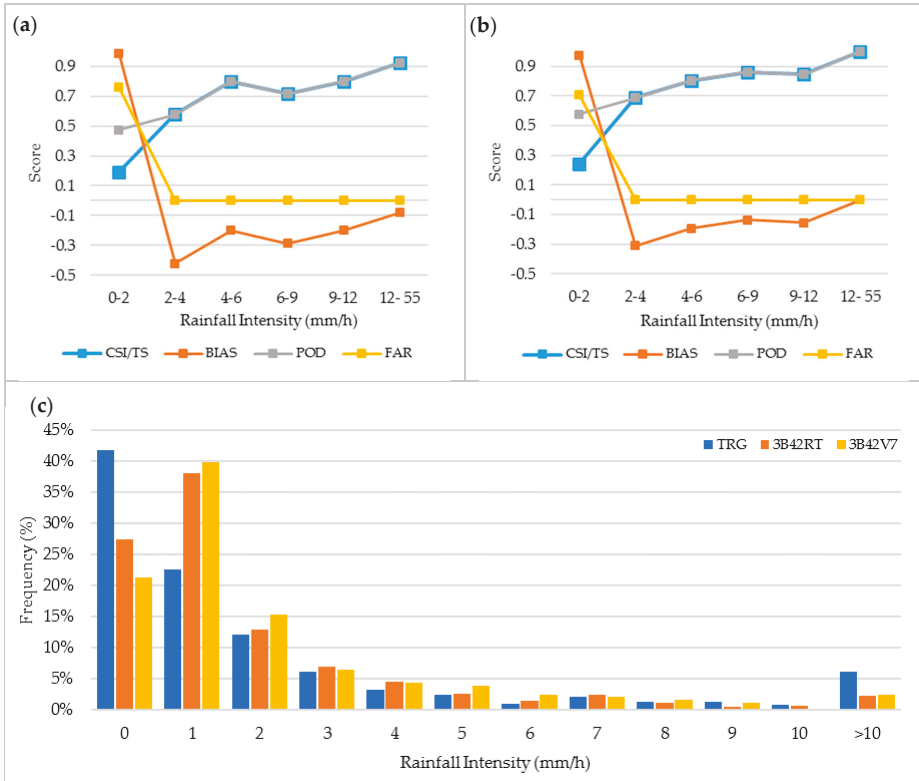 (a)
0.9
0.7
0.5
0.3
0.1
-0.1
-0.3
-0.5
Score
0-2 2-4 4-6 6-9 9-12 12- 55
Rainfall Intensity (mm/h)
CSI/TS BIAS POD FAR
(b)
0.9
0.7
0.5
0.3
0.1
-0.1
-0.3
-0.5
Score
0-2 2-4 4-6 6-9 9-12 12- 55
Rainfall Intensity (mm/h)
CSI/TS BIAS POD FAR
(c)
TRG 3B42RT 3B42V7
45%
40%
35%
30%
25%
20%
15%
10%
5%
0%
Frequency (%)
0 1 2 3 4 5 6 7 8 9 10 >10
Rainfall Intensity (mm/h)